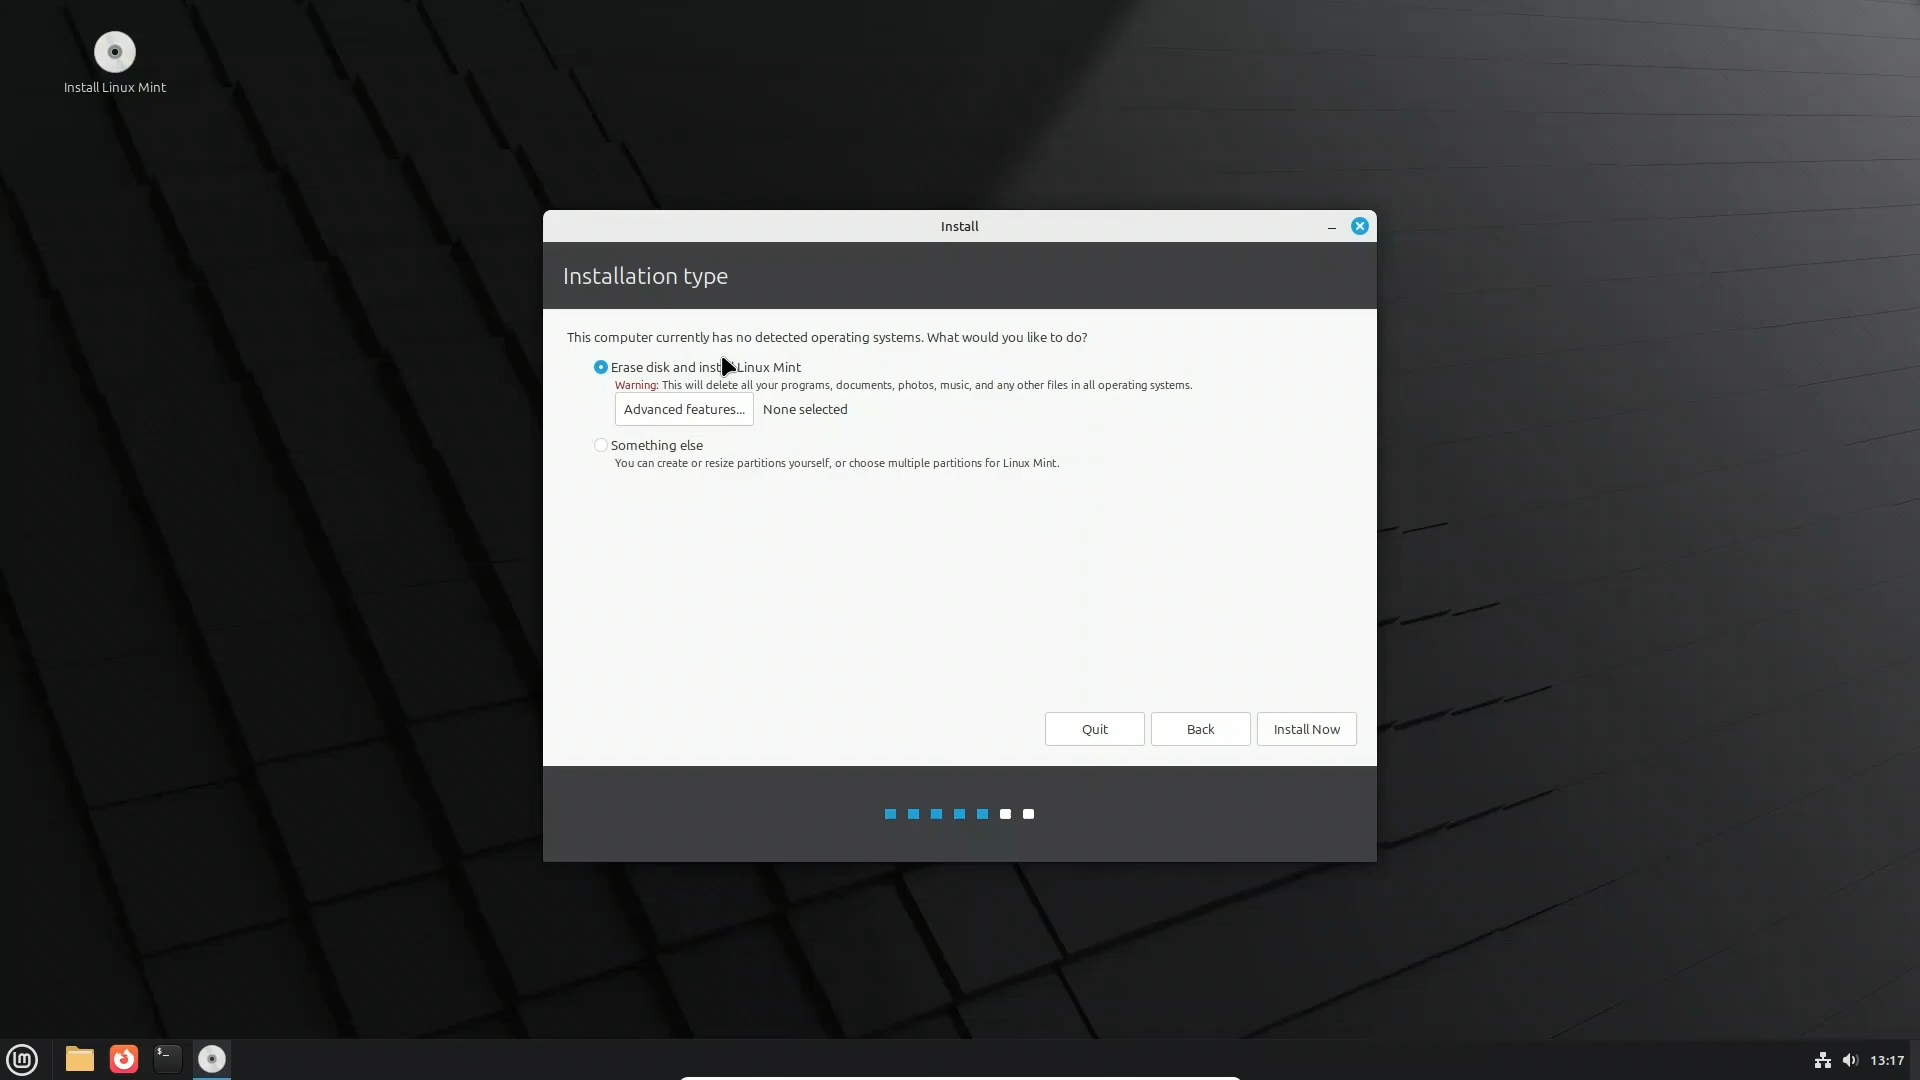 Install Linux Mint
Install
Installation type
This computer currently has no detected operating systems. What would you like to do?
Erase disk and inst Linux Mint
Warning: This will delete all your programs, documents, photos, music, and any other files in all operating systems.
Advanced features... None selected
Something else
You can create or resize partitions yourself, or choose multiple partitions for Linux Mint.
Quit Back Install Now
$_
lm
13:17